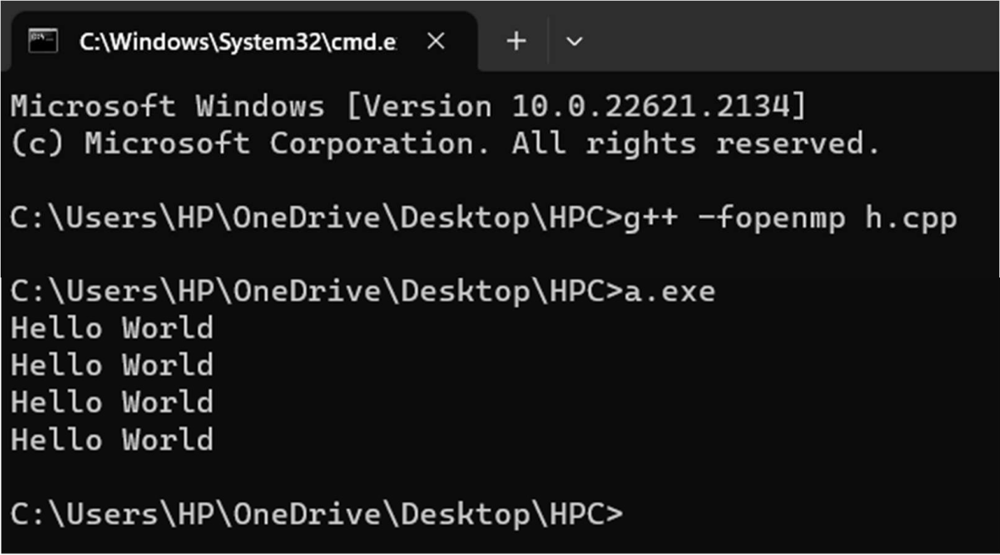 C:\Windows\System32\cmd.e
Microsoft Windows [Version 10.0.22621.2134]
(c) Microsoft Corporation. All rights reserved.
C:\Users\HP\OneDrive\Desktop\HPC>g++ -fopenmp h.cpp
C:\Users\HP\OneDrive\Desktop\HPC>a.exe
Hello World
Hello World
Hello World
Hello World
C:\Users\HP\OneDrive\Desktop\HPC>